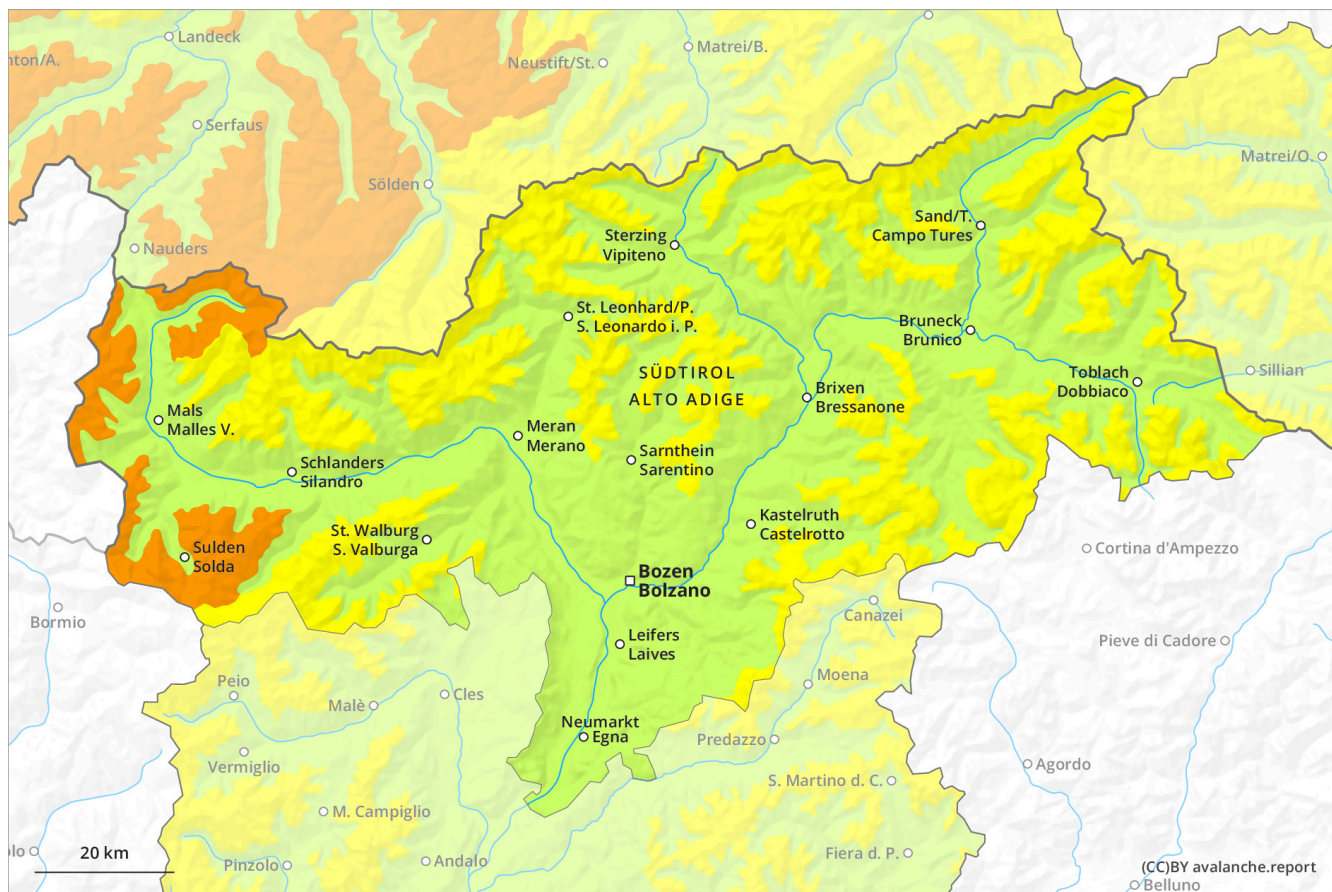 Landeck
nton/A.
Matrei/B.
Neustift/St.
Serfaus
Matrei/O.
Sölden
Sand/T.
Campo Tures
Sterzing
Vipiteno
Nauders
St. Leonhard/P.
S. Leonardo i. P.
Bruneck
Brunico
SÜDTIROL
ALTO ADIGE
Toblach
Dobbiaco
Sillian
Brixen
Bressanone
Mals
Malles V.
Meran
Merano
Sarnthein
Sarentino
Schlanders
Silandro
Kastelruth
Castelrotto
St. Walburg
S. Valburga
Sulden
Solda
Cortina d'Ampezzo
Bozen
Bolzano
Bormio
Canazei
Leifers
Laives
Pieve di Cadore
Peio
Moena
Malè
Cles
Neumarkt
Egna
Predazzo
Vermiglio
Agordo
S. Martino d. C.
M. Campiglio
olo
20 km
Pinzolo
Andalo
Fiera d. P.
(CC)BY avalanche.report
Belluno